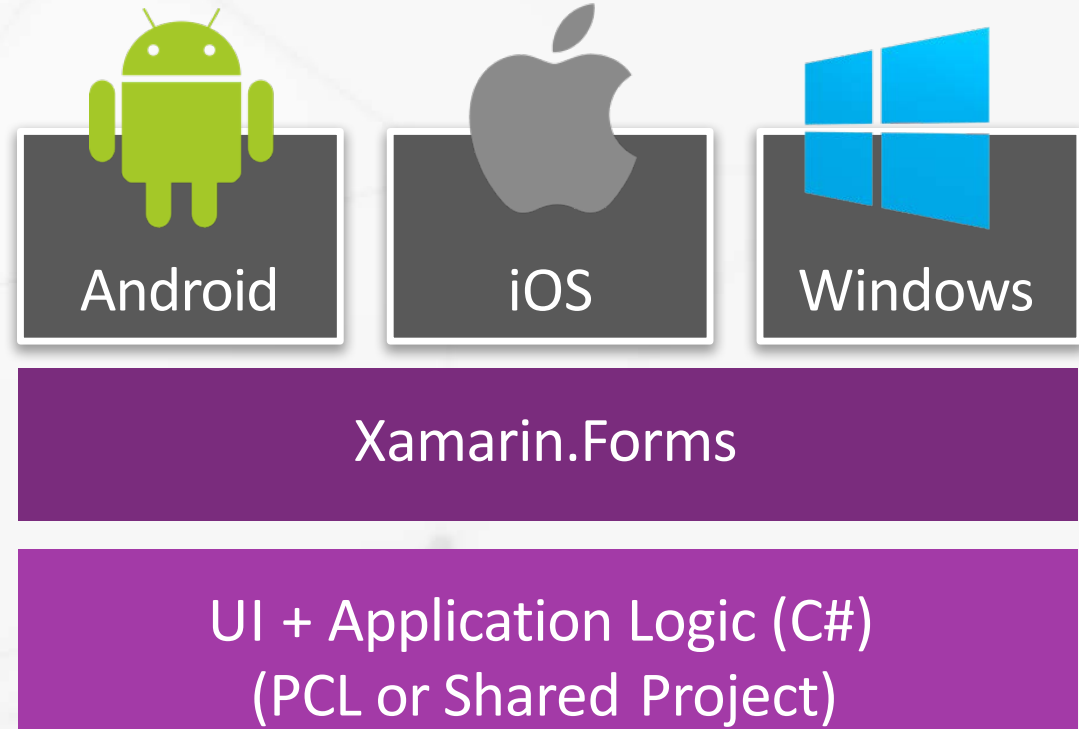 Android
iOS
Windows
Xamarin.Forms
UI + Application Logic (C#)
(PCL or Shared Project)